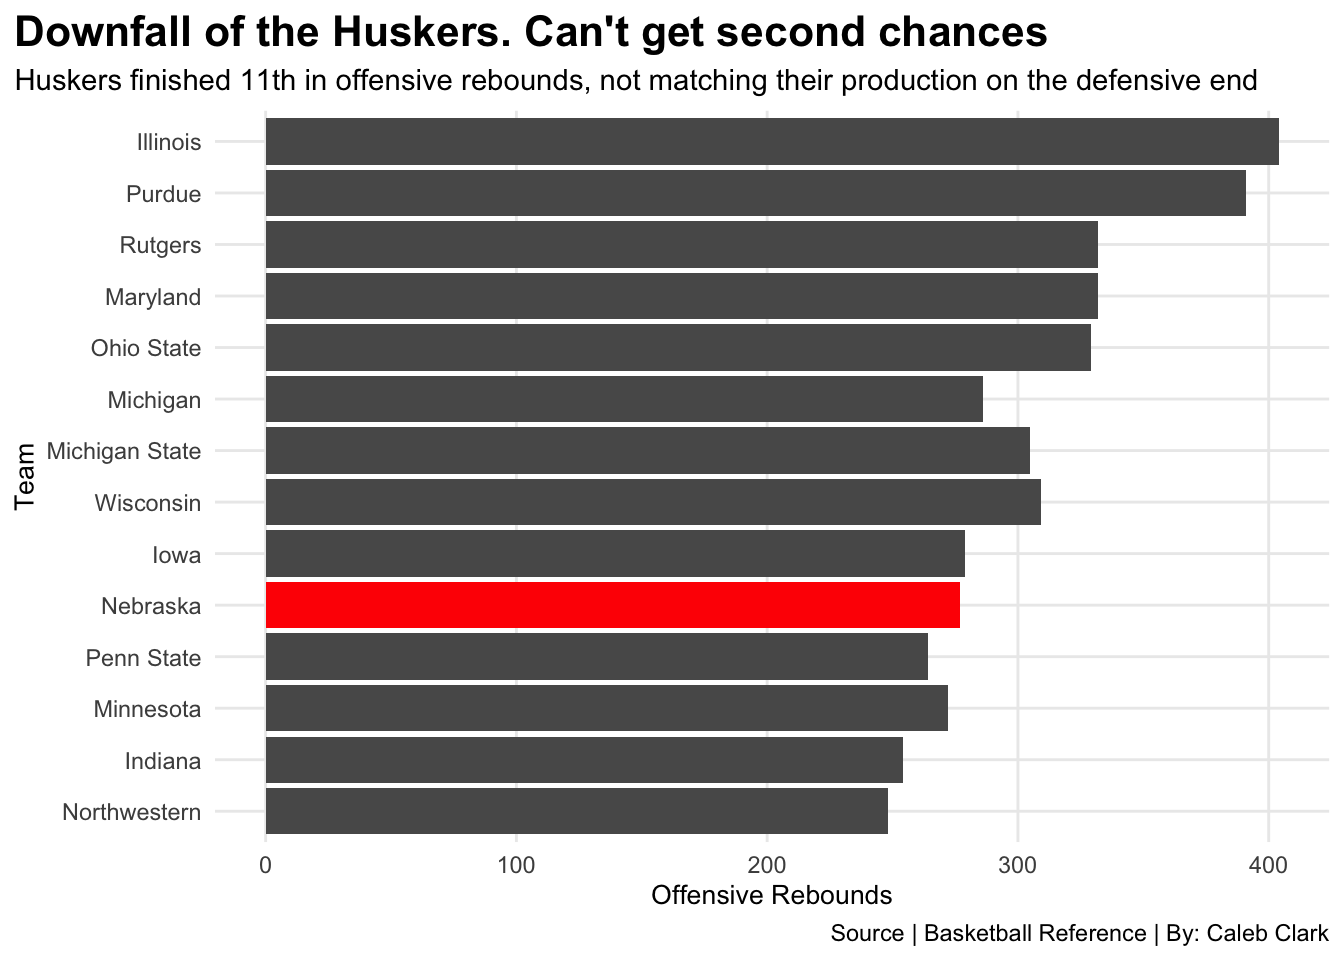 Downfall of the Huskers. Can't get second chances
Huskers finished 11th in offensive rebounds, not matching their production on the defensive end
Illinois
Purdue
Rutgers
Maryland
Ohio State
Michigan
Michigan State
Wisconsin
Iowa
Nebraska
Penn State
Minnesota
Indiana
Northwestern
Team
0 100 200 300 400
Offensive Rebounds
Source | Basketball Reference | By: Caleb Clark